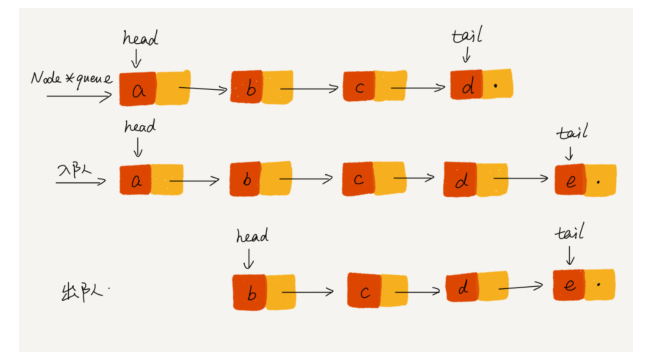 head tail
Node *queue a b c d .
head tail
入队 a b c d e .
head tail
出队. b c d e .